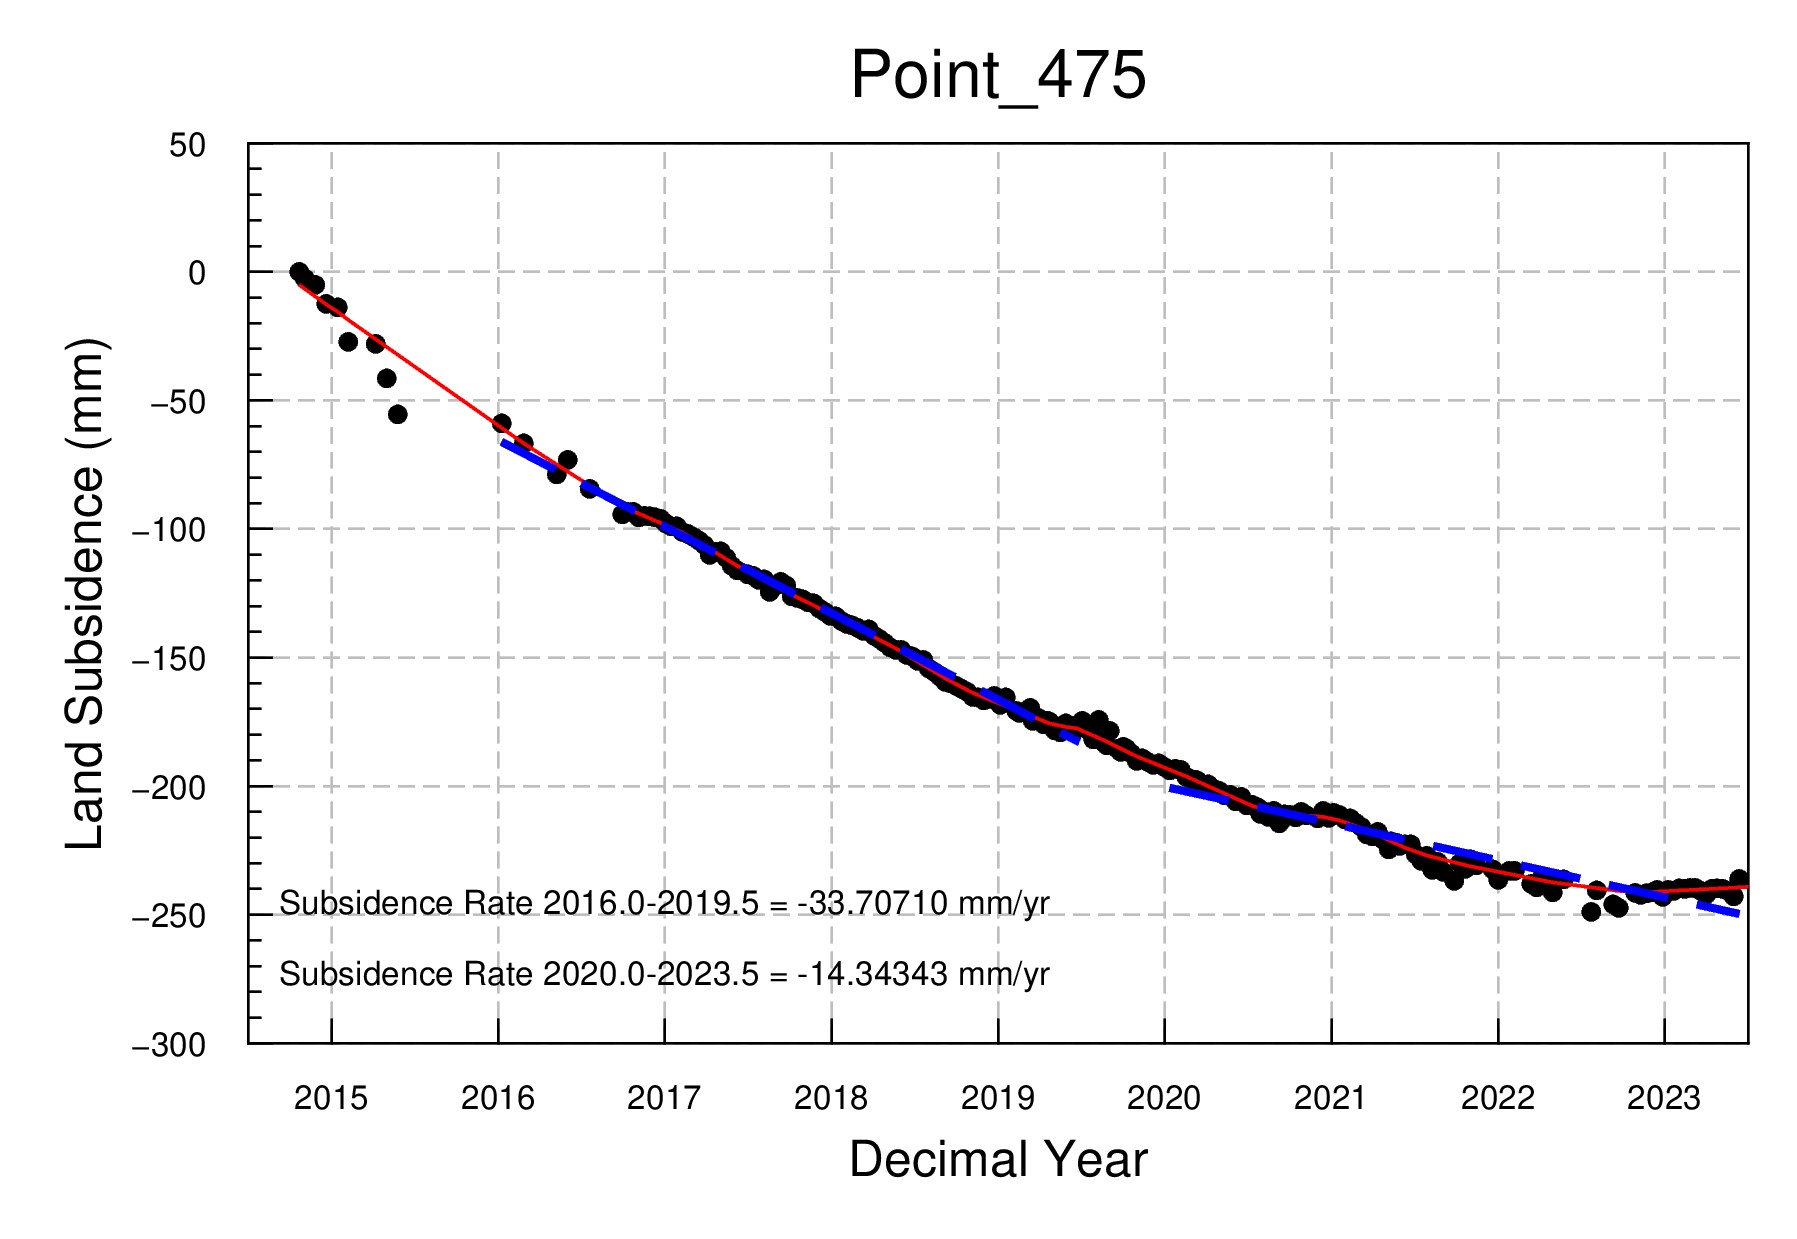 Point_475
50
0
−50
−100
−150
−200
−250
−300
Land Subsidence (mm)
Subsidence Rate 2016.0-2019.5 = -33.70710 mm/yr
Subsidence Rate 2020.0-2023.5 = -14.34343 mm/yr
2015 2016 2017 2018 2019 2020 2021 2022 2023
Decimal Year